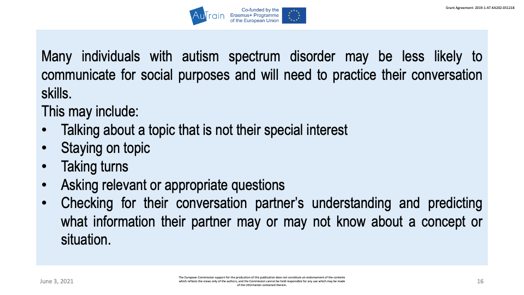 AuTrain
Co-funded by the
Erasmus+ Programme
of the European Union
Grant Agreement: 2019-1-AT-KA202-051218
Many individuals with autism spectrum disorder may be less likely to
communicate for social purposes and will need to practice their conversation
skills.
This may include:
• Talking about a topic that is not their special interest
• Staying on topic
• Taking turns
• Asking relevant or appropriate questions
• Checking for their conversation partner's understanding and predicting
what information their partner may or may not know about a concept or
situation.
June 3, 2021
The European Commission support for the production of this publication does not constitute an endorsement of the contents
which reflects the views only of the authors, and the Commission cannot be held responsible for any use which may be made
of the information contained therein.
16